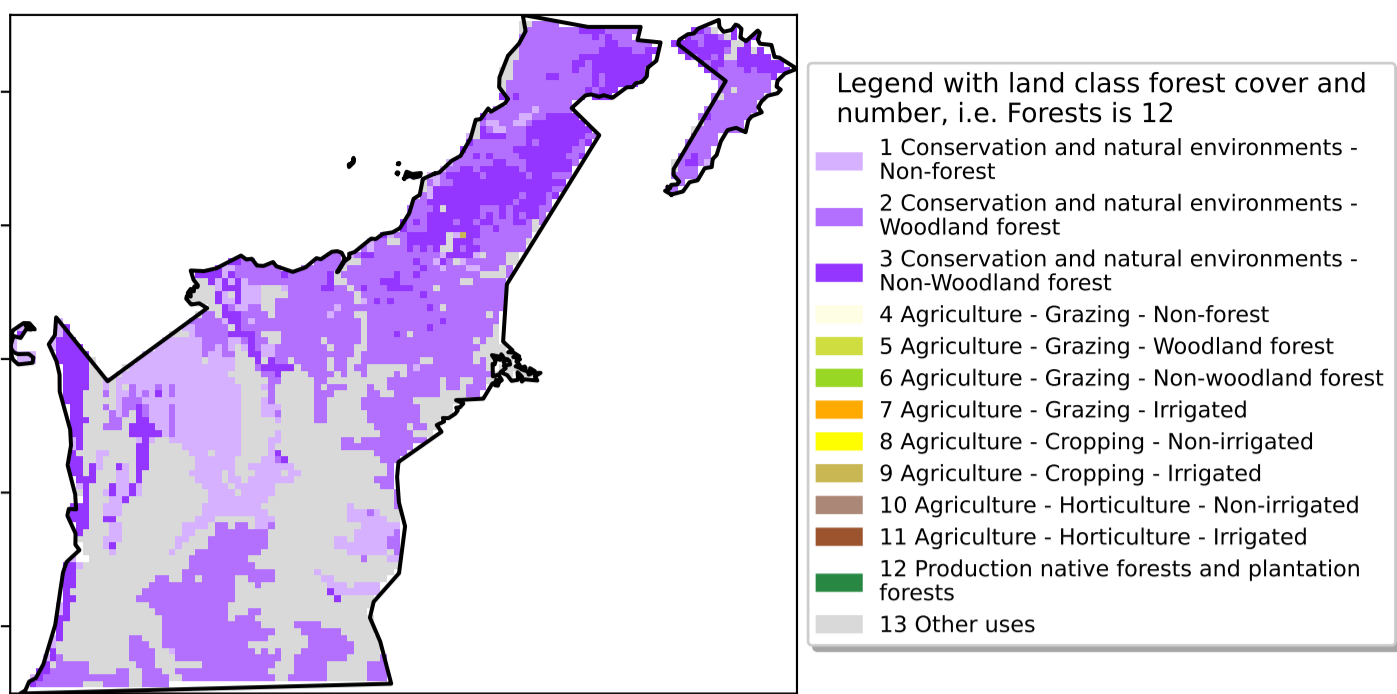 Legend with land class forest cover and
number, i.e. Forests is 12
1 Conservation and natural environments -
Non-forest
2 Conservation and natural environments -
Woodland forest
3 Conservation and natural environments -
Non-Woodland forest
4 Agriculture - Grazing - Non-forest
5 Agriculture - Grazing - Woodland forest
6 Agriculture - Grazing - Non-woodland forest
7 Agriculture - Grazing - Irrigated
8 Agriculture - Cropping - Non-irrigated
9 Agriculture - Cropping - Irrigated
10 Agriculture - Horticulture - Non-irrigated
11 Agriculture - Horticulture - Irrigated
12 Production native forests and plantation
forests
13 Other uses